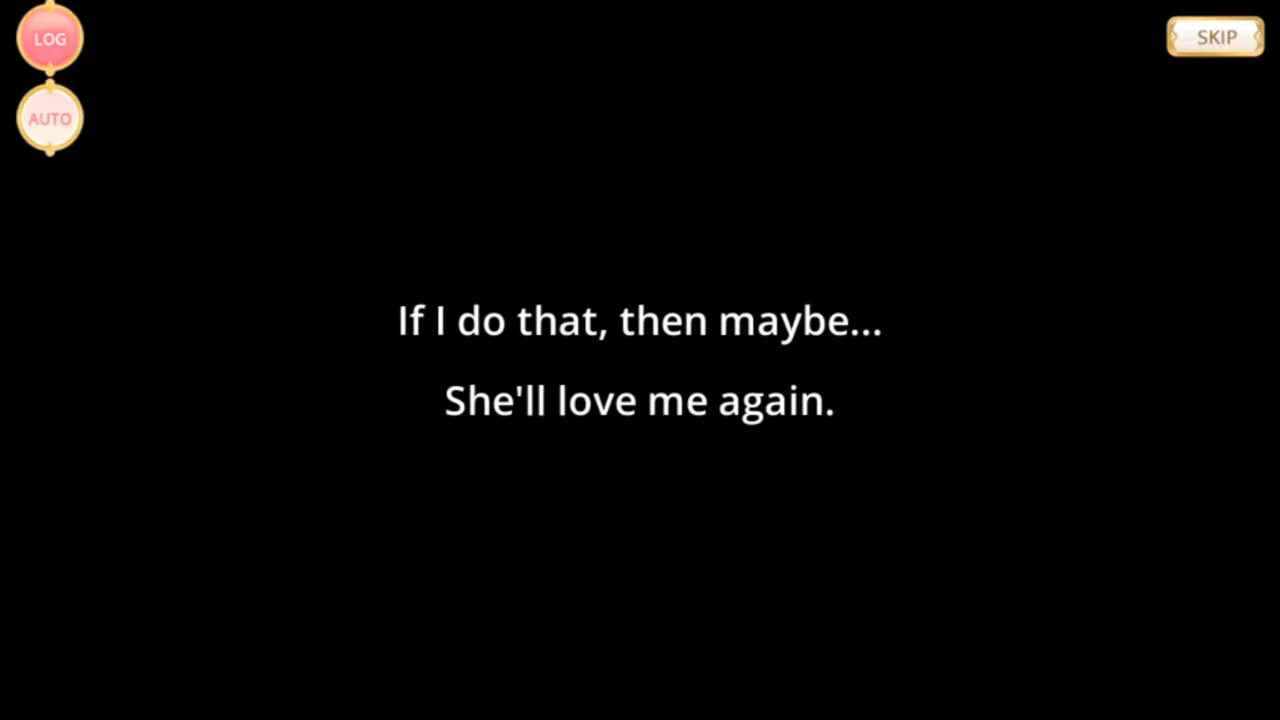 LOG
SKIP
AUTO
If I do that, then maybe...
She'll love me again.